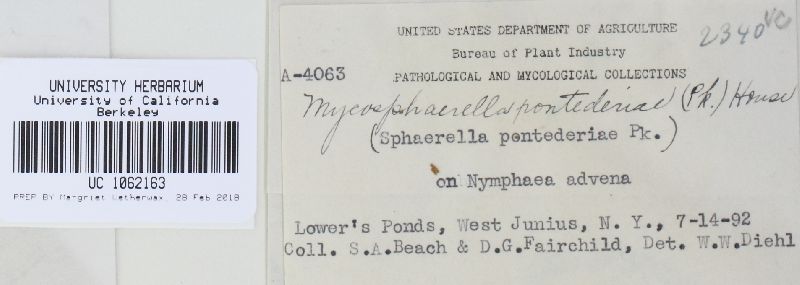 UNIVERSITY HERBARIUM
University of California
Berkeley
UC 1062163
PREP BY Margriet Wetherwax 28 Feb 2018
2340 UC
UNITED STATES DEPARTMENT OF AGRICULTURE
Bureau of Plant Industry
A-4063 PATHOLOGICAL AND MYCOLOGICAL COLLECTIONS
Mycosphaerella pontederiae (Pk.) House
(Sphaerella pontederiae Pk.)
on Nymphaea advena
Lower's Ponds, West Junius, N. Y., 7-14-92
Coll. S.A.Beach & D.G.Fairchild, Det. W.W.Diehl